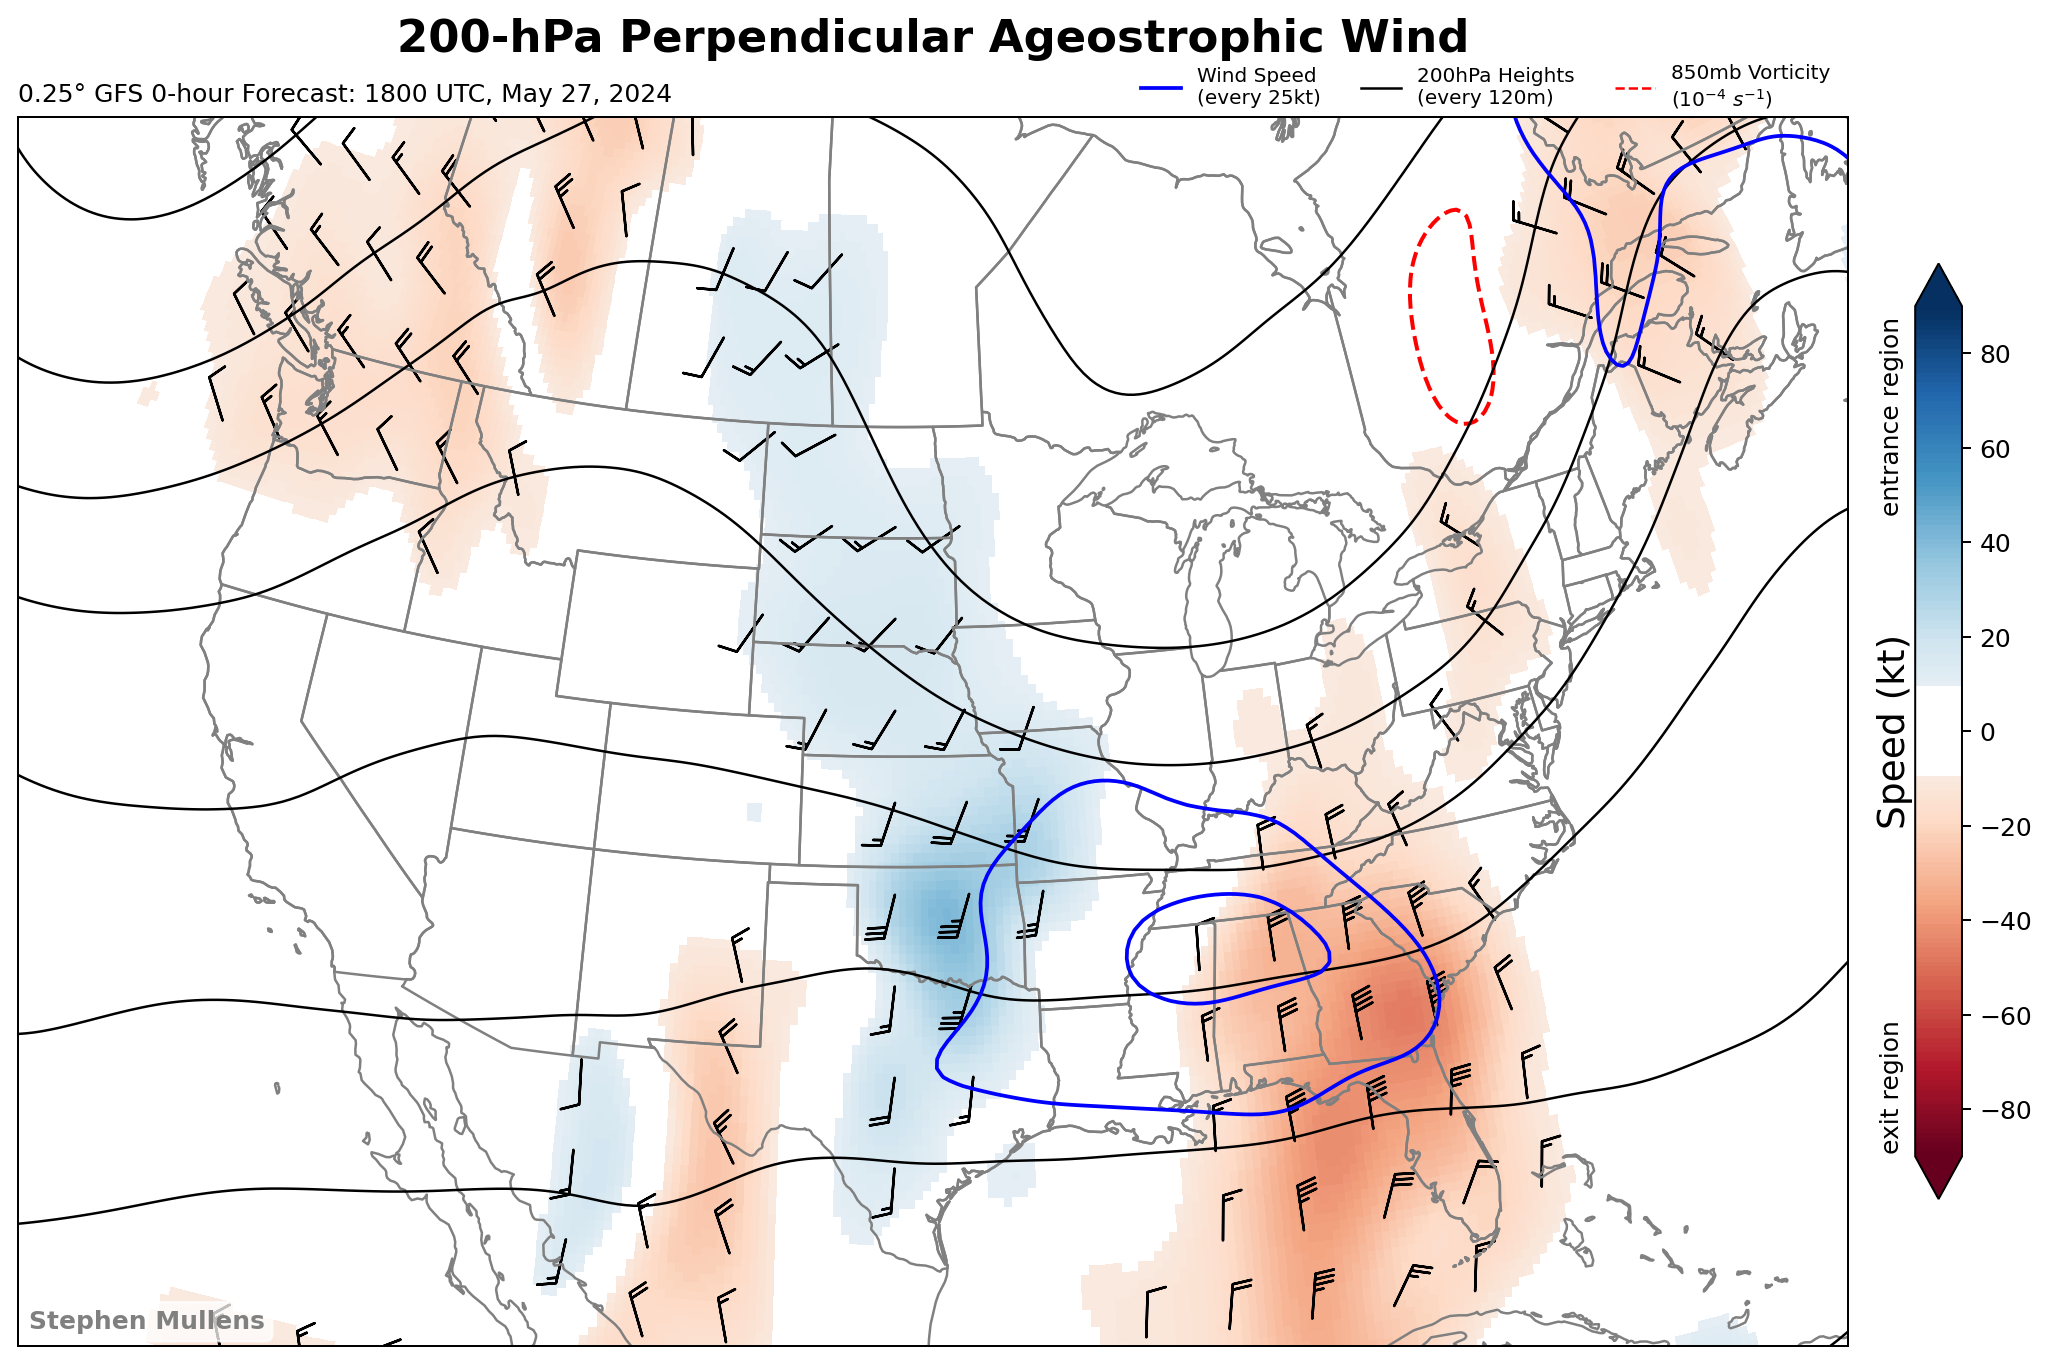 200-hPa Perpendicular Ageostrophic Wind
0.25° GFS 0-hour Forecast: 1800 UTC, May 27, 2024
Wind Speed
(every 25kt)
200hPa Heights
(every 120m)
850mb Vorticity
(10⁻⁴ s⁻¹)
entrance region
exit region
Speed (kt)
80
60
40
20
0
−20
−40
−60
−80
Stephen Mullens